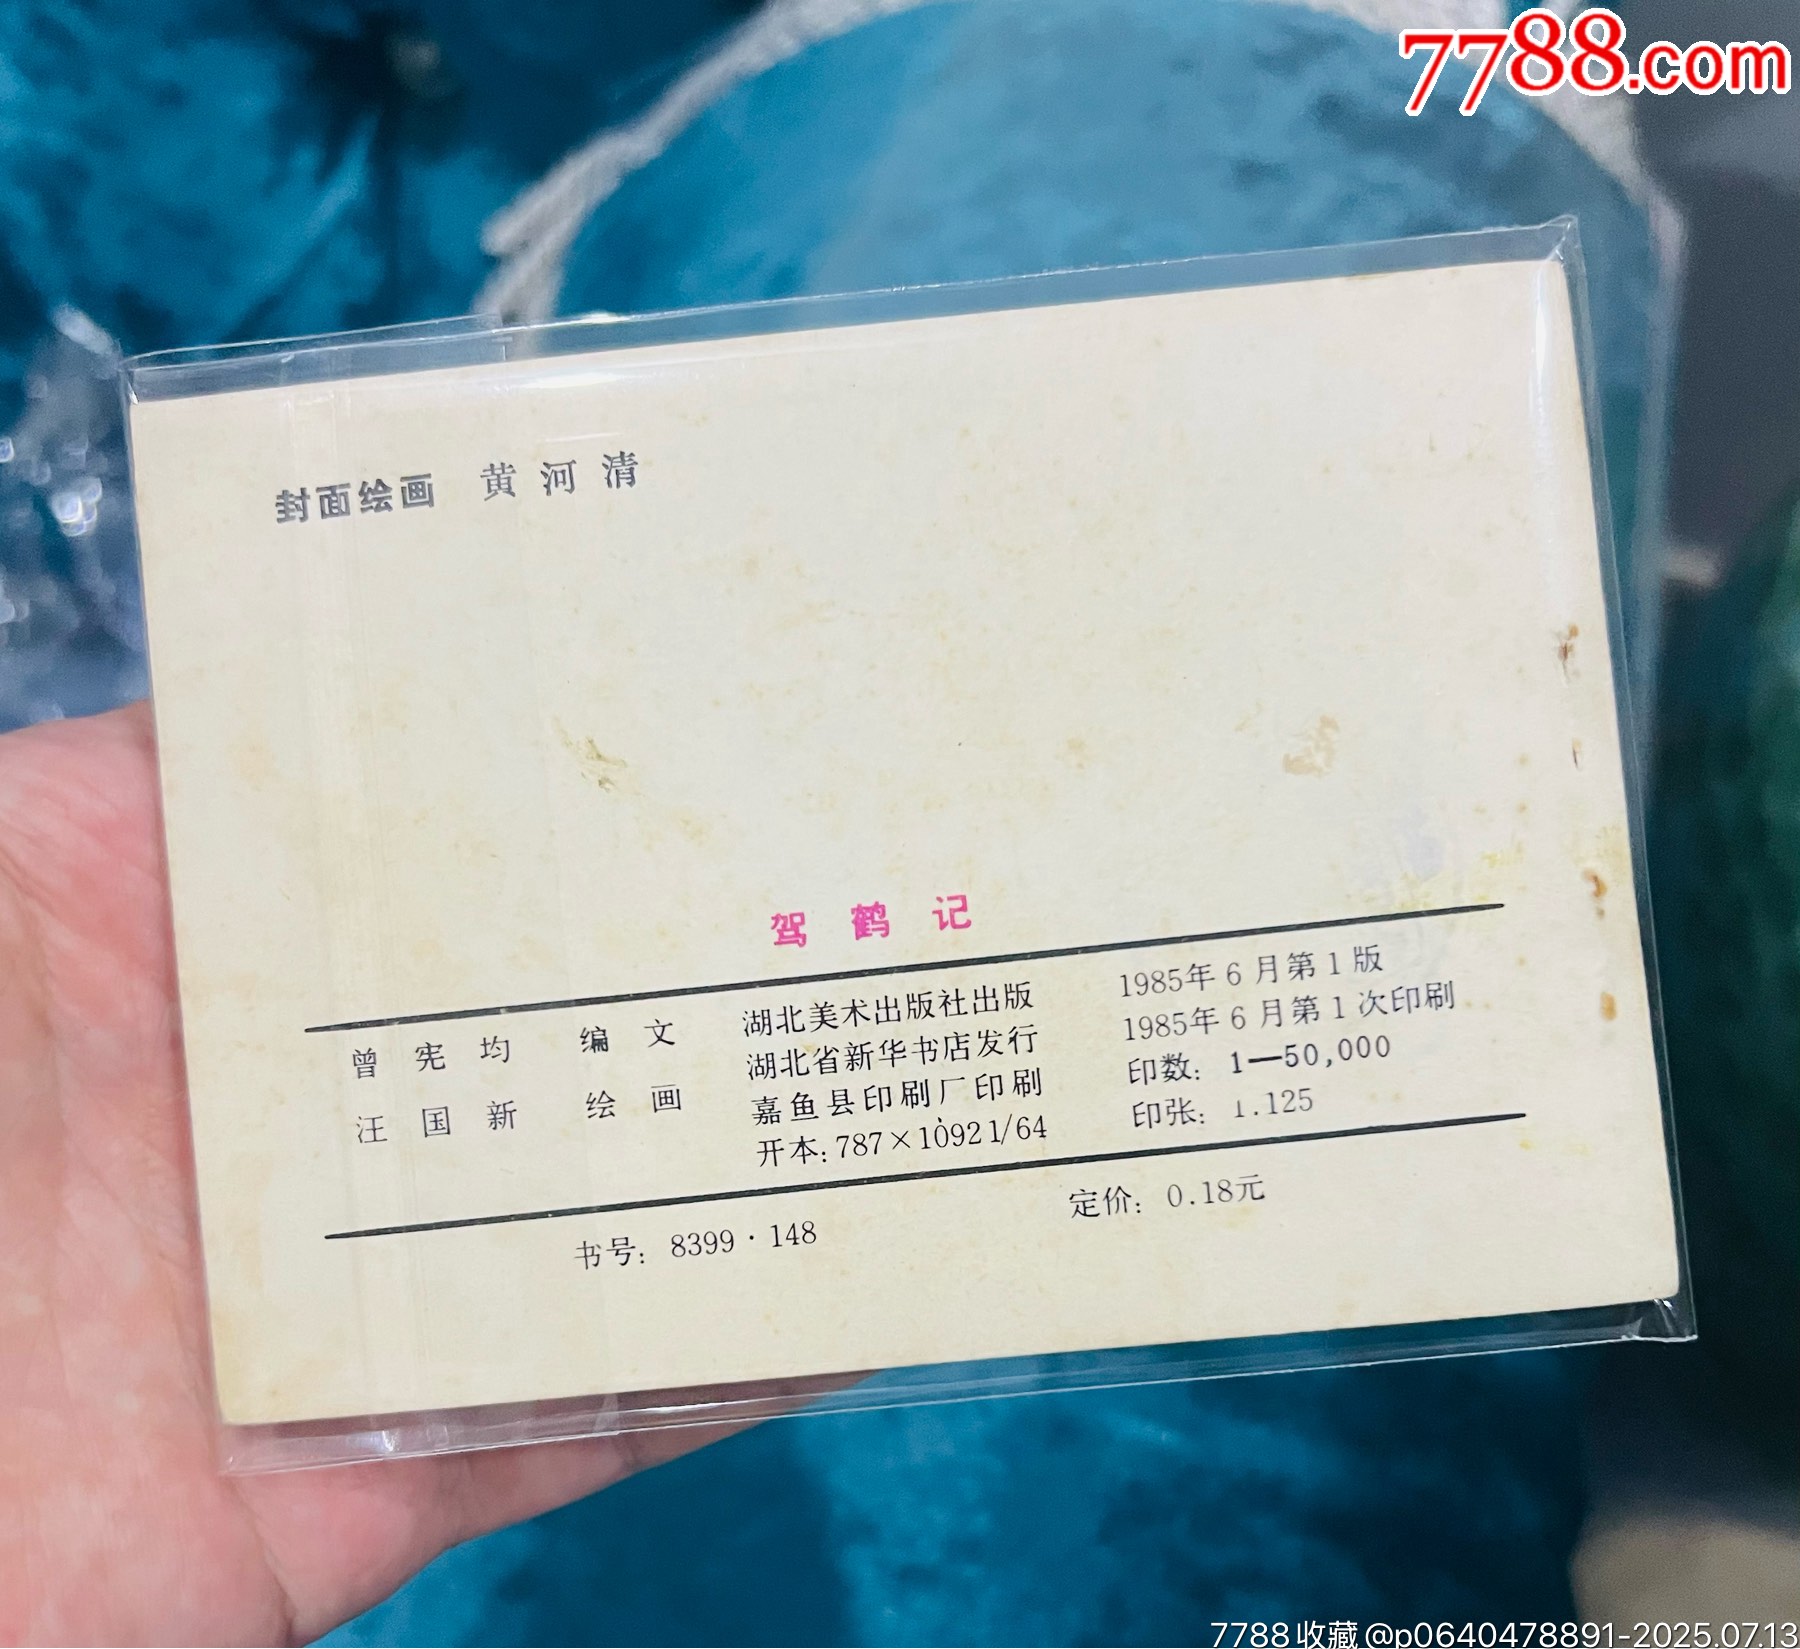 7788.com
封面绘画 黄河清
驾鹤记
曾宪均 编文
汪国新 绘画
湖北美术出版社出版
湖北省新华书店发行
嘉鱼县印刷厂印刷
开本:787×1092 1/64
1985年6月第1版
1985年6月第1次印刷
印数: 1—50,000
印张: 1.125
书号: 8399·148
定价: 0.18元
7788收藏@p0640478891-2025.07.13